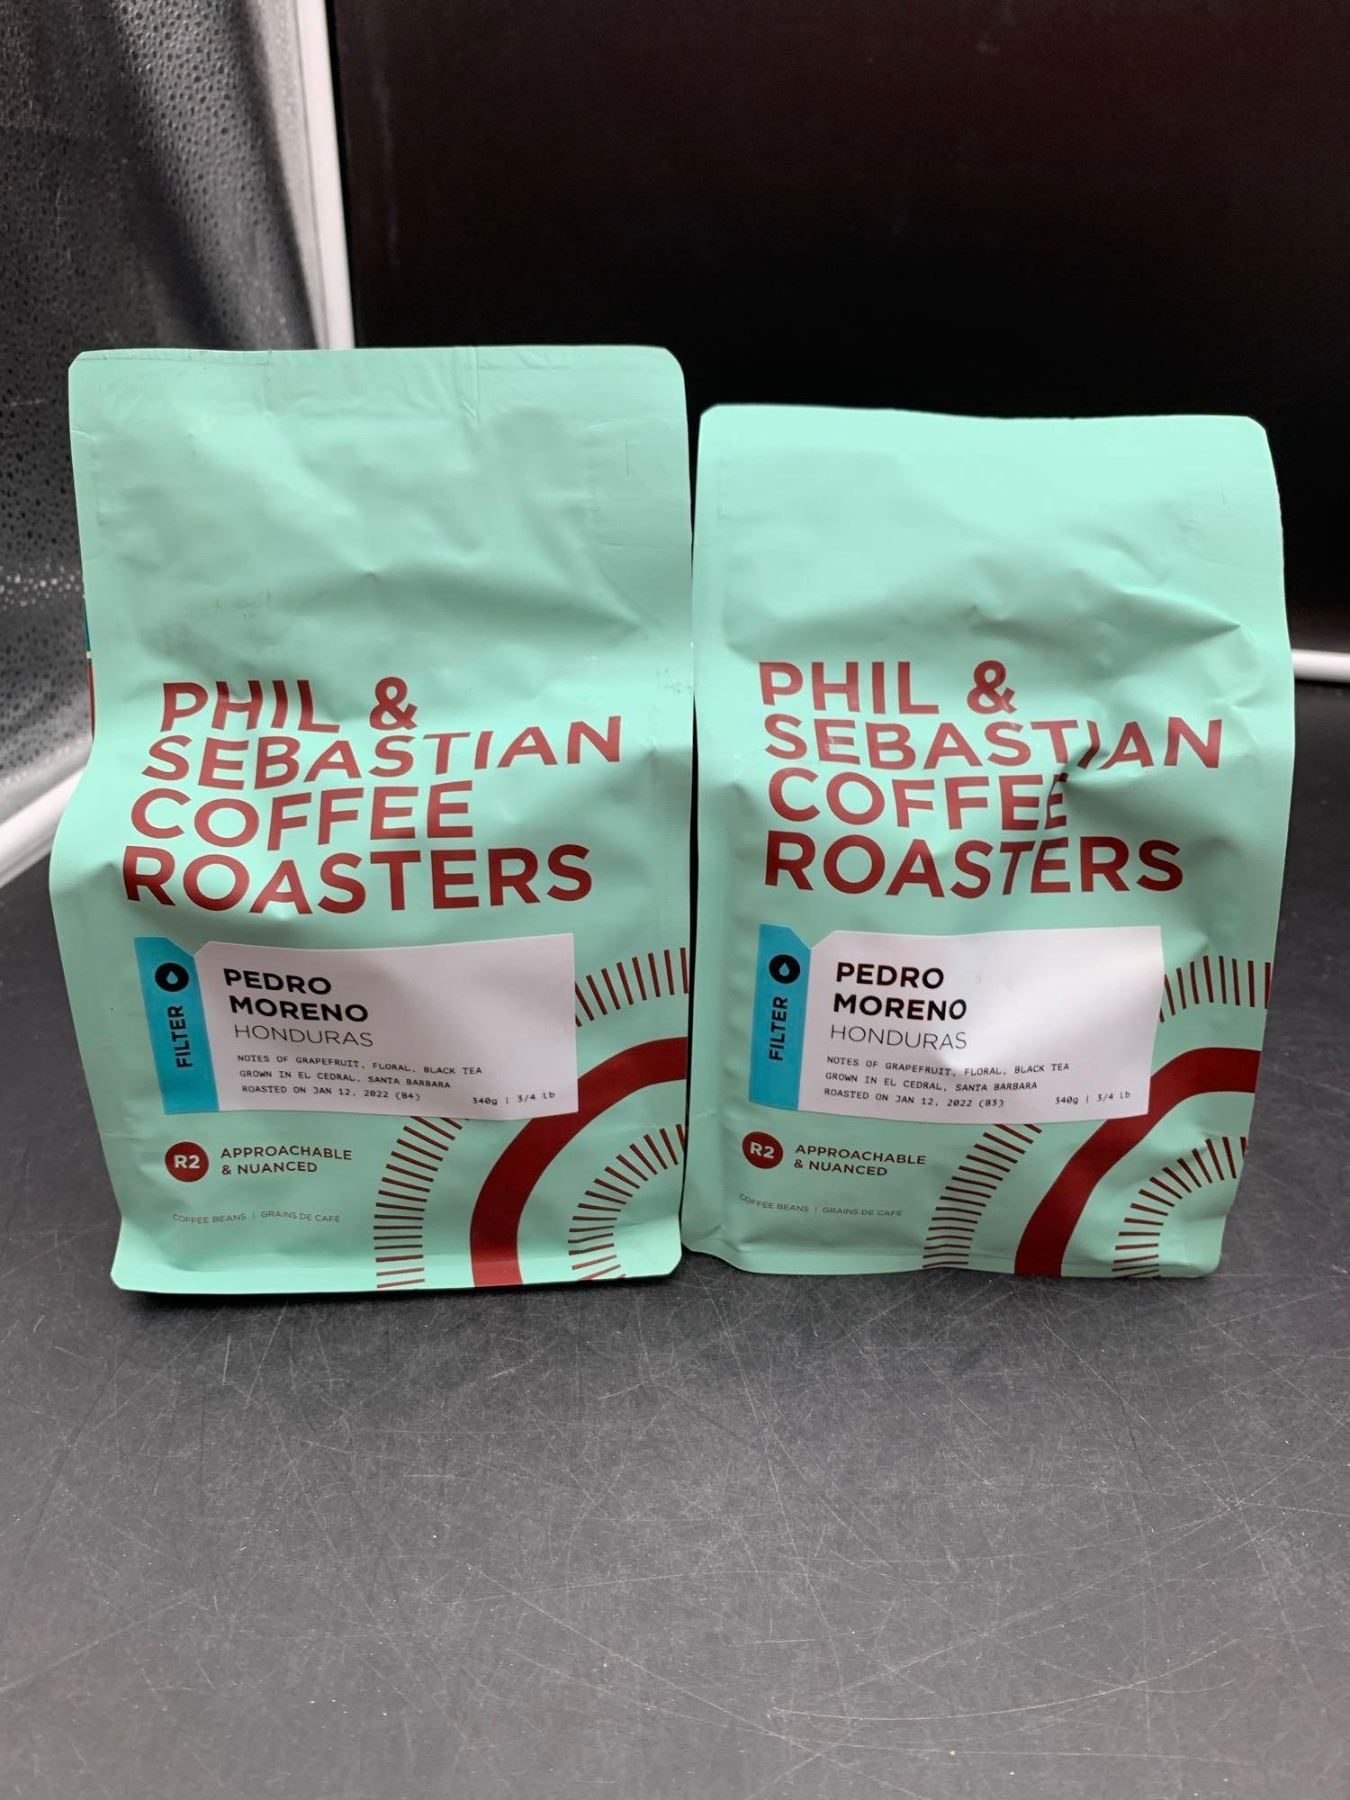 PHIL &
SEBASTIAN
COFFEE
ROASTERS
FILTER
PEDRO
MORENO
HONDURAS
NOTES OF GRAPEFRUIT, FLORAL, BLACK TEA
GROWN IN EL CEDRAL, SANTA BARBARA
ROASTED ON JAN 12, 2022 (B4)
340g | 3/4 Lb
R2
APPROACHABLE
& NUANCED
COFFEE BEANS | GRAINS DE CAFÉ
PHIL &
SEBASTIAN
COFFEE
ROASTERS
FILTER
PEDRO
MORENO
HONDURAS
NOTES OF GRAPEFRUIT, FLORAL, BLACK TEA
GROWN IN EL CEDRAL, SANTA BARBARA
ROASTED ON JAN 12, 2022 (B3)
340g | 3/4 Lb
R2
APPROACHABLE
& NUANCED
COFFEE BEANS | GRAINS DE CAFÉ